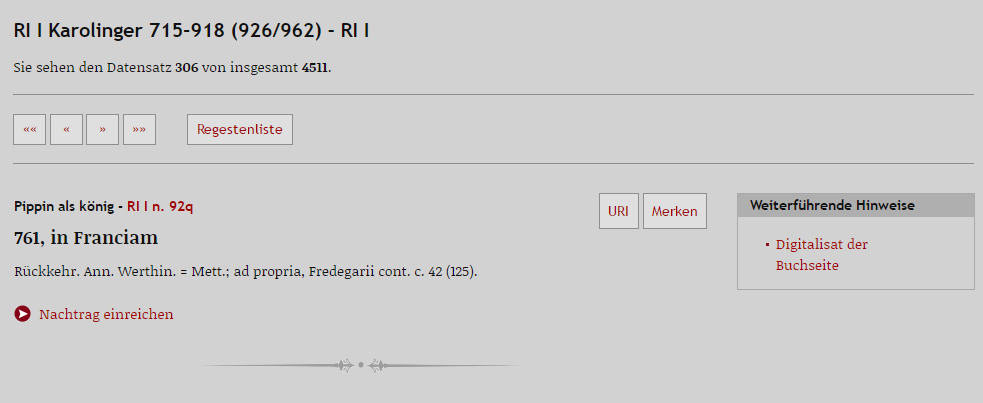 RI I Karolinger 715-918 (926/962) - RI I
Sie sehen den Datensatz 306 von insgesamt 4511.
«« « » »» Regestenliste
Pippin als könig - RI I n. 92q
URI Merken
761, in Franciam
Rückkehr. Ann. Werthin. = Mett.; ad propria, Fredegarii cont. c. 42 (125).
Nachtrag einreichen
Weiterführende Hinweise
Digitalisat der
Buchseite